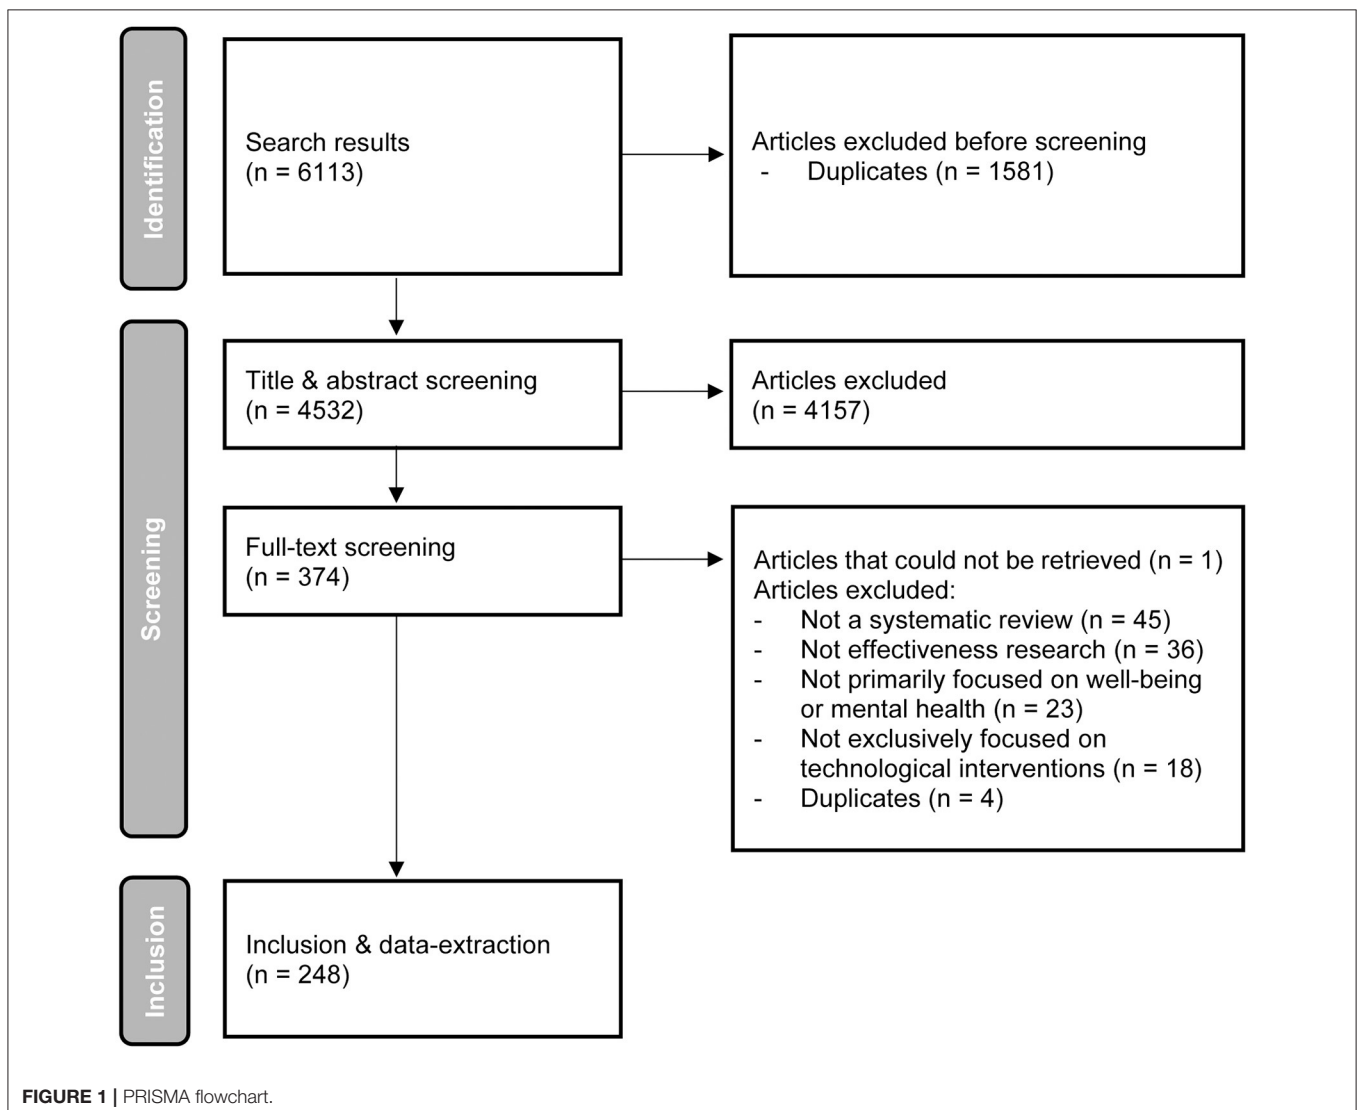 Identification
Search results
(n = 6113)
Articles excluded before screening
- Duplicates (n = 1581)
Screening
Title & abstract screening
(n = 4532)
Articles excluded
(n = 4157)
Full-text screening
(n = 374)
Articles that could not be retrieved (n = 1)
Articles excluded:
- Not a systematic review (n = 45)
- Not effectiveness research (n = 36)
- Not primarily focused on well-being
or mental health (n = 23)
- Not exclusively focused on
technological interventions (n = 18)
- Duplicates (n = 4)
Inclusion
Inclusion & data-extraction
(n = 248)
FIGURE 1 | PRISMA flowchart.